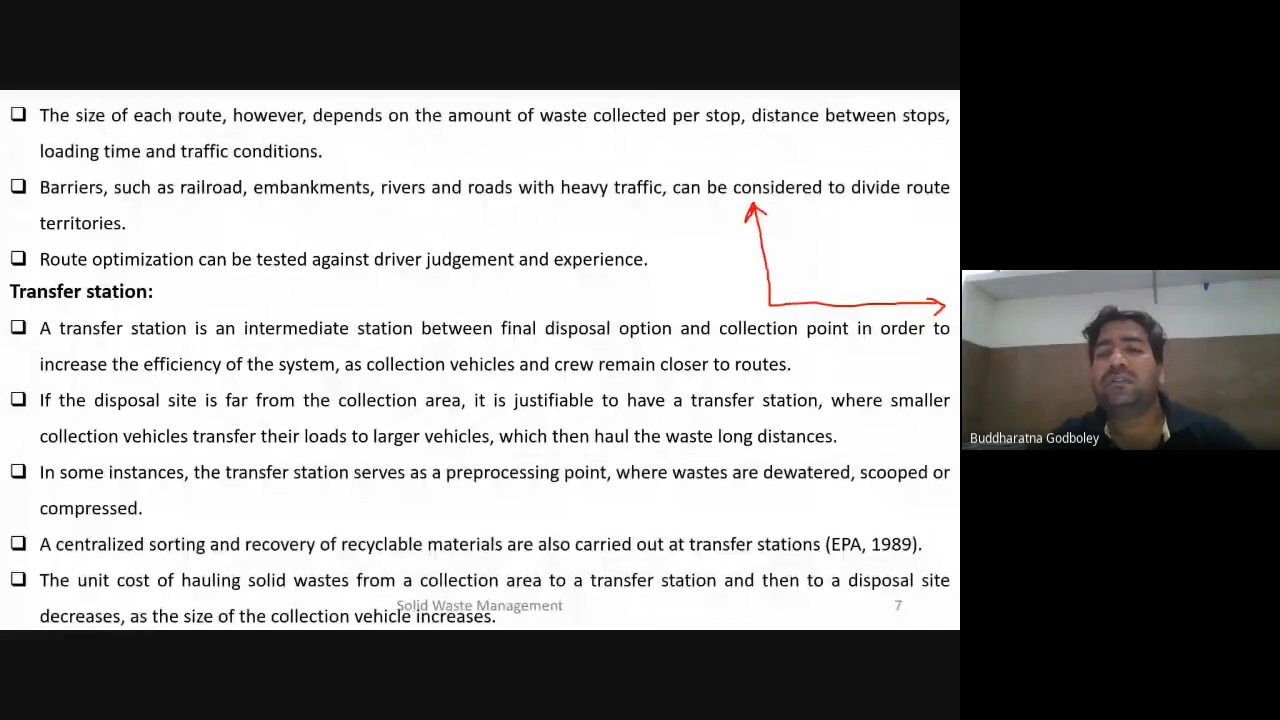 ❑ The size of each route, however, depends on the amount of waste collected per stop, distance between stops,
loading time and traffic conditions.
❑ Barriers, such as railroad, embankments, rivers and roads with heavy traffic, can be considered to divide route
territories.
❑ Route optimization can be tested against driver judgement and experience.
Transfer station:
❑ A transfer station is an intermediate station between final disposal option and collection point in order to
increase the efficiency of the system, as collection vehicles and crew remain closer to routes.
❑ If the disposal site is far from the collection area, it is justifiable to have a transfer station, where smaller
collection vehicles transfer their loads to larger vehicles, which then haul the waste long distances.
❑ In some instances, the transfer station serves as a preprocessing point, where wastes are dewatered, scooped or
compressed.
❑ A centralized sorting and recovery of recyclable materials are also carried out at transfer stations (EPA, 1989).
❑ The unit cost of hauling solid wastes from a collection area to a transfer station and then to a disposal site
decreases, as the size of the collection vehicle increases.
Solid Waste Management 7
Buddharatna Godboley